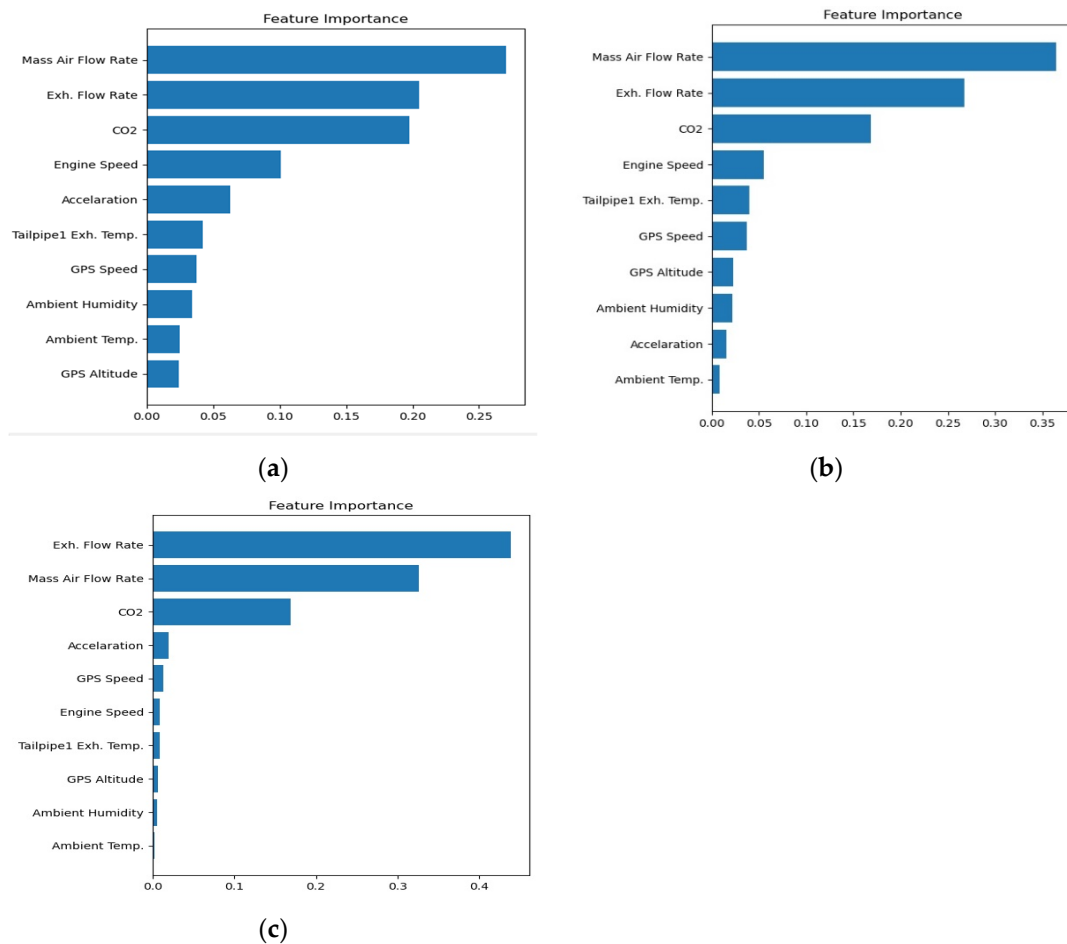 Feature Importance
Mass Air Flow Rate
Exh. Flow Rate
CO2
Engine Speed
Accelaration
Tailpipe1 Exh. Temp.
GPS Speed
Ambient Humidity
Ambient Temp.
GPS Altitude
0.00 0.05 0.10 0.15 0.20 0.25
(a)
Feature Importance
Mass Air Flow Rate
Exh. Flow Rate
CO2
Engine Speed
Tailpipe1 Exh. Temp.
GPS Speed
GPS Altitude
Ambient Humidity
Accelaration
Ambient Temp.
0.00 0.05 0.10 0.15 0.20 0.25 0.30 0.35
(b)
Feature Importance
Exh. Flow Rate
Mass Air Flow Rate
CO2
Accelaration
GPS Speed
Engine Speed
Tailpipe1 Exh. Temp.
GPS Altitude
Ambient Humidity
Ambient Temp.
0.0 0.1 0.2 0.3 0.4
(c)